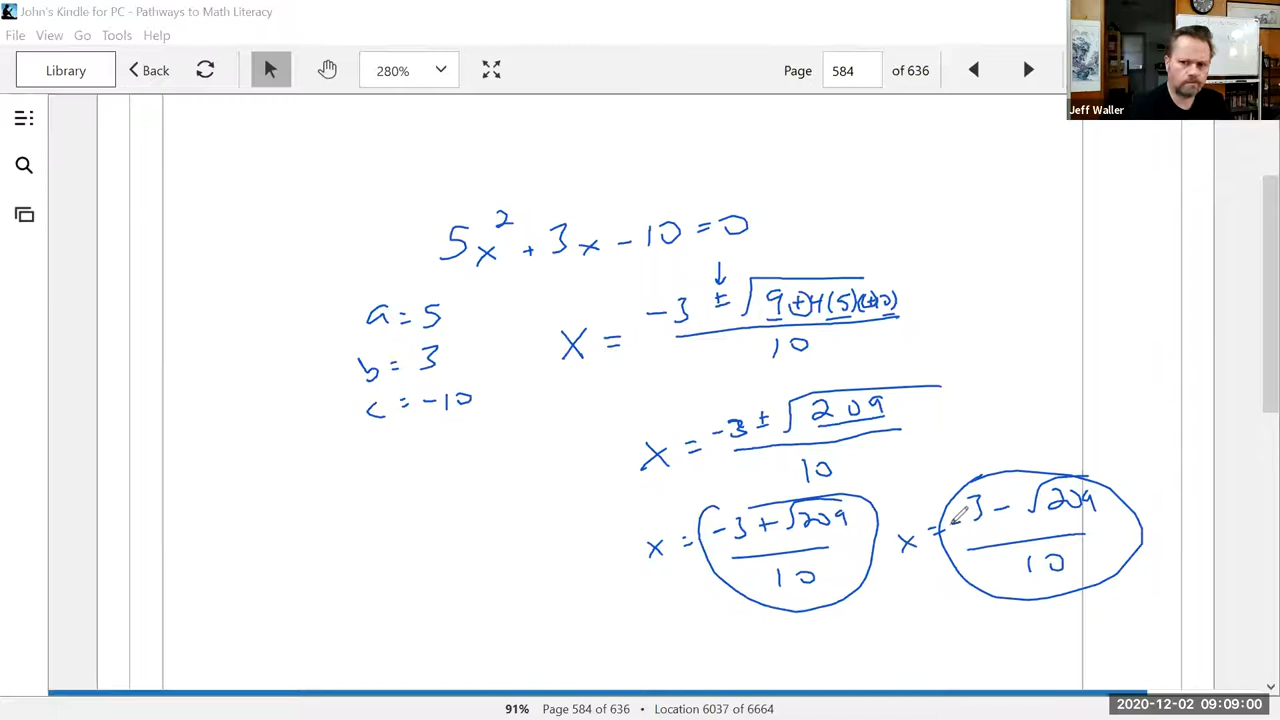 John's Kindle for PC - Pathways to Math Literacy
File View Go Tools Help
Library Back 280% Page 584 of 636
Jeff Waller
5x² + 3x - 10 = 0
a = 5
b = 3
c = -10
x = (-3 ± √(9 + 4(5)(+10))) / 10
x = (-3 ± √209) / 10
x = (-3 + √209) / 10 x = (-3 - √209) / 10
91% Page 584 of 636 • Location 6037 of 6664
2020-12-02 09:09:00